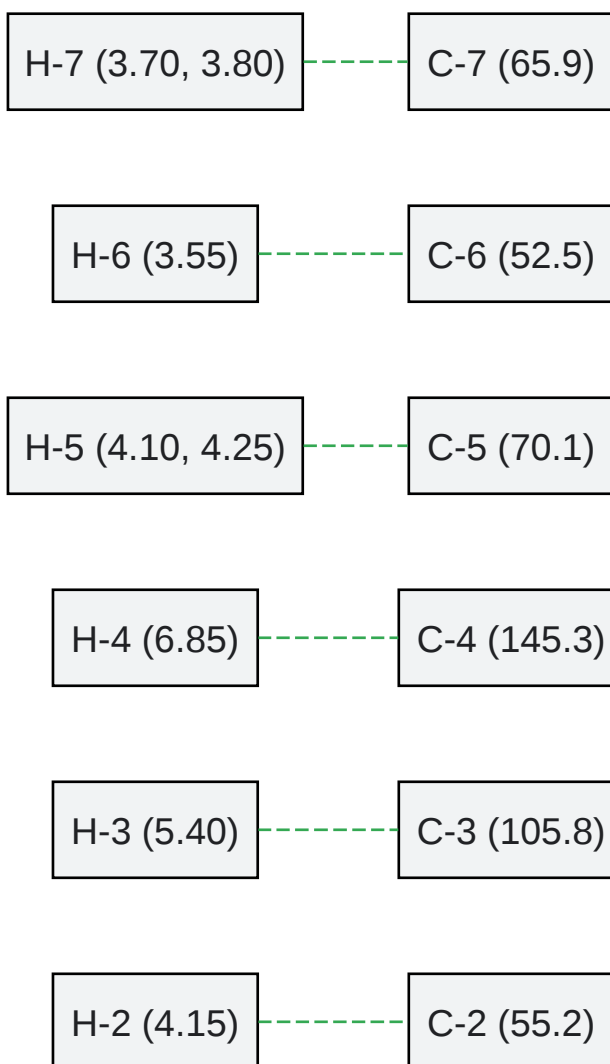 H-7 (3.70, 3.80) C-7 (65.9)
H-6 (3.55) C-6 (52.5)
H-5 (4.10, 4.25) C-5 (70.1)
H-4 (6.85) C-4 (145.3)
H-3 (5.40) C-3 (105.8)
H-2 (4.15) C-2 (55.2)